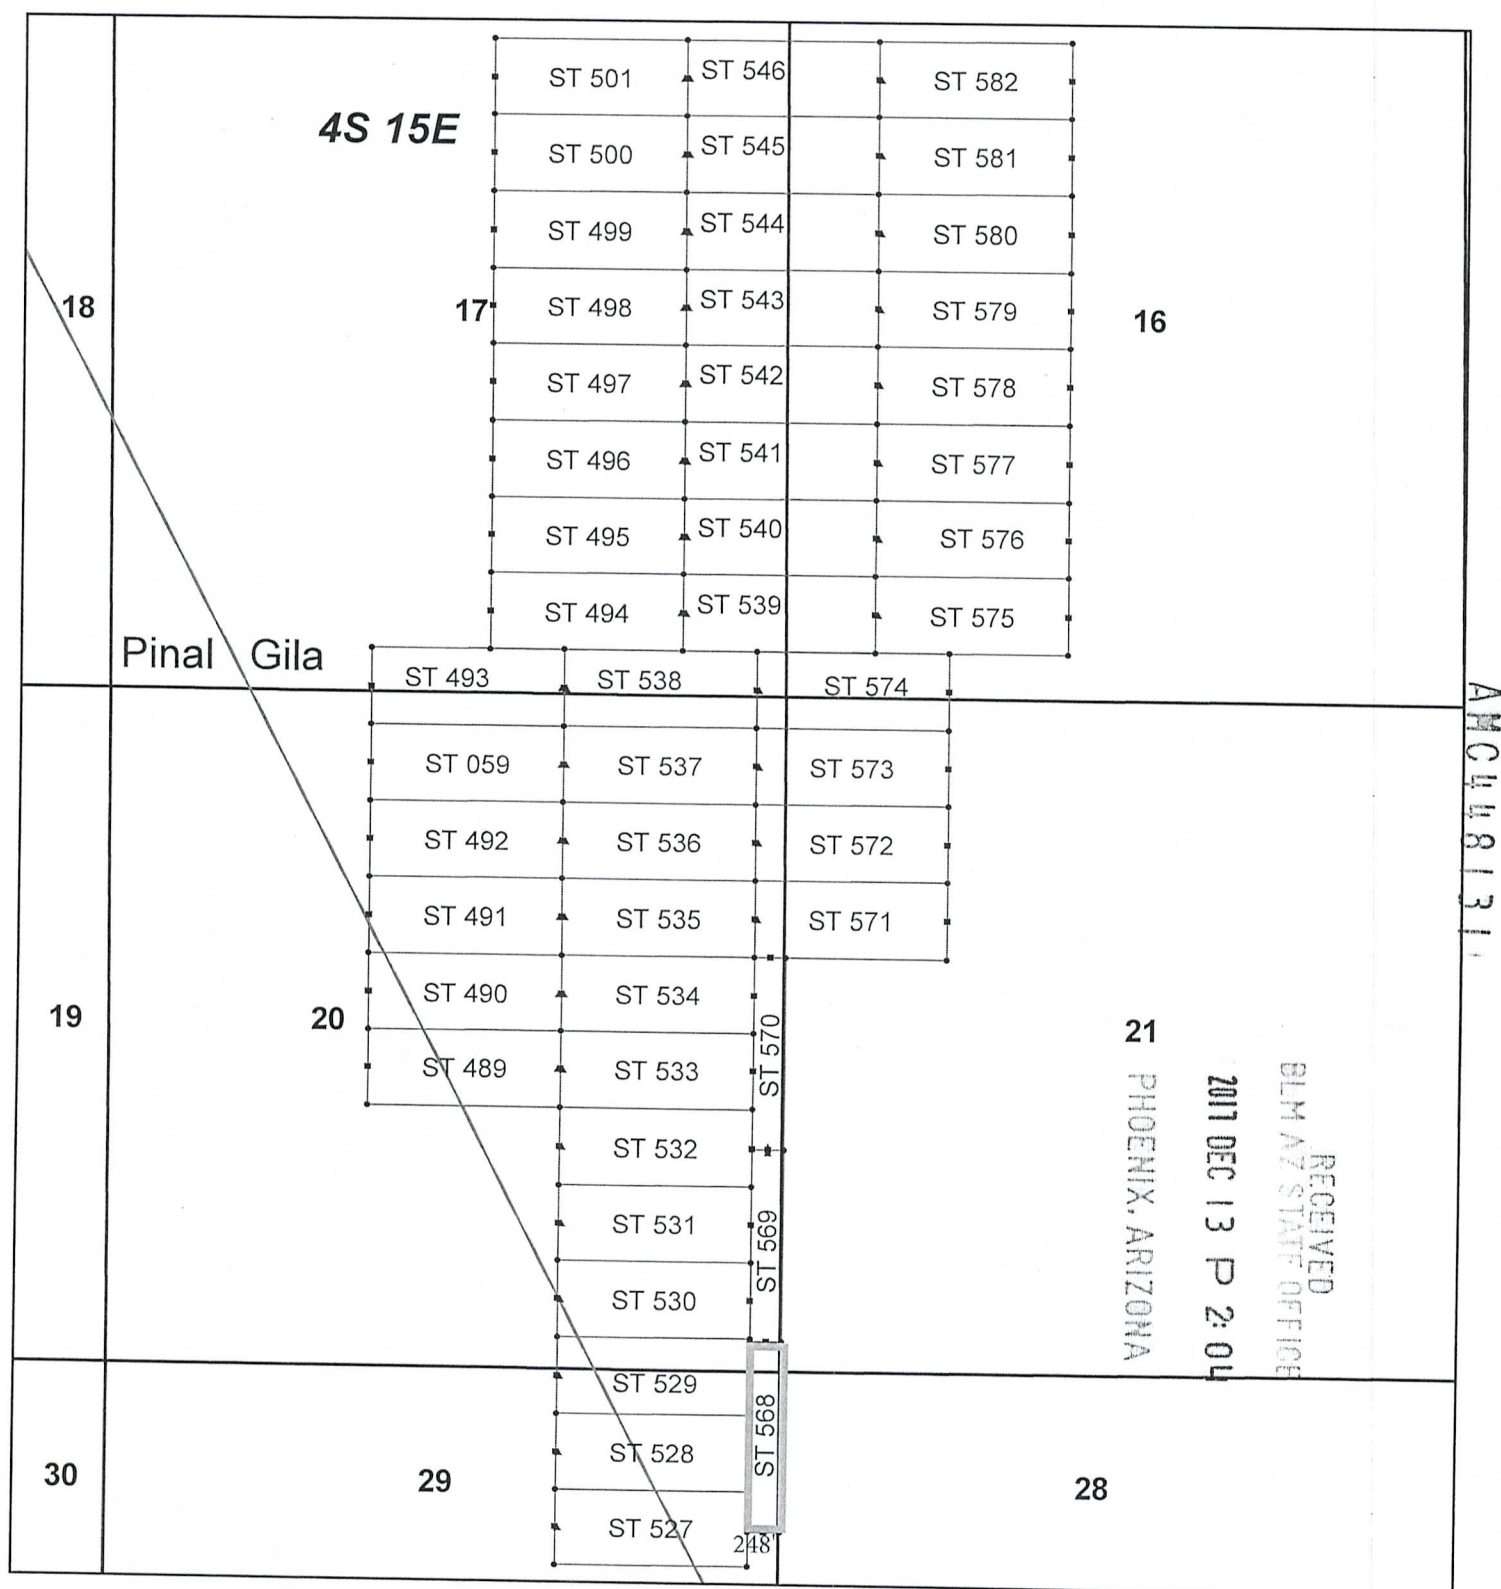 ST 501 ST 546 ST 582
4S 15E
ST 500 ST 545 ST 581
ST 499 ST 544 ST 580
18 17 ST 498 ST 543 ST 579 16
ST 497 ST 542 ST 578
ST 496 ST 541 ST 577
ST 495 ST 540 ST 576
ST 494 ST 539 ST 575
Pinal Gila
ST 493 ST 538 ST 574
ST 059 ST 537 ST 573
ST 492 ST 536 ST 572
ST 491 ST 535 ST 571
ST 490 ST 534
19 20 21
ST 570
ST 489 ST 533
ST 532
ST 531
ST 569
ST 530
ST 529
ST 568
ST 528
30 29 28
ST 527
248'
AMC448131
RECEIVED
BLM AZ STATE OFFICE
2017 DEC 13 P 2:04
PHOENIX, ARIZONA